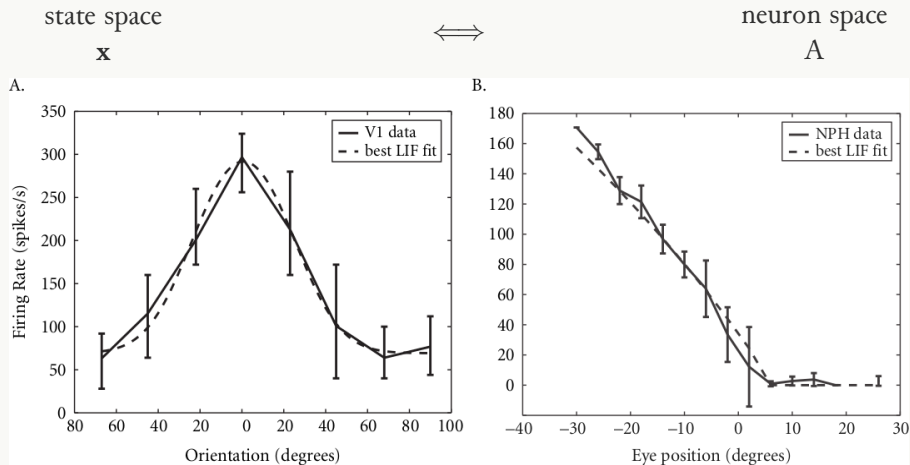 state space
x
⟺
neuron space
A
A.
350
300
250
200
150
100
50
0
Firing Rate (spikes/s)
V1 data
best LIF fit
80 60 40 20 0 20 40 60 80 100
Orientation (degrees)
B.
180
160
140
120
100
80
60
40
20
0
NPH data
best LIF fit
−40 −30 −20 −10 0 10 20 30
Eye position (degrees)